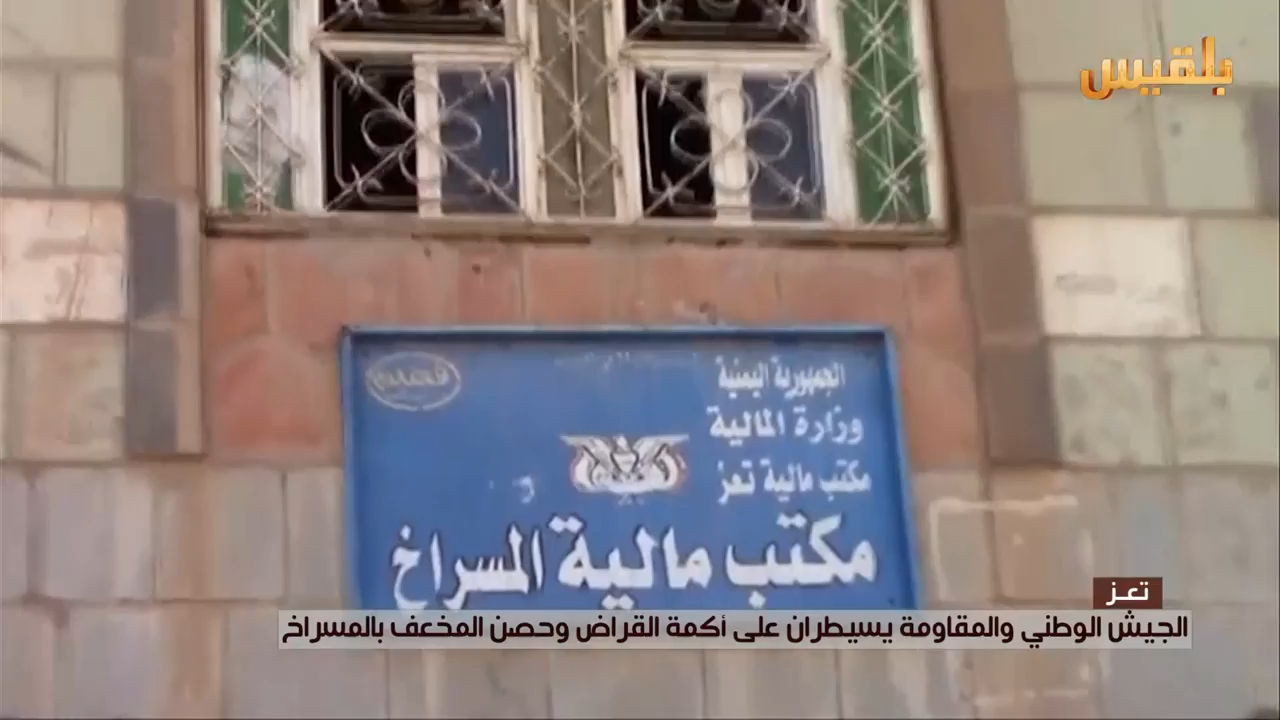 بلقيس
الجمهورية اليمنية
وزارة المالية
مكتب مالية تعز
مكتب مالية المسراخ
تعز
الجيش الوطني والمقاومة يسيطران على أكمة القراض وحصن المخعف بالمسراخ